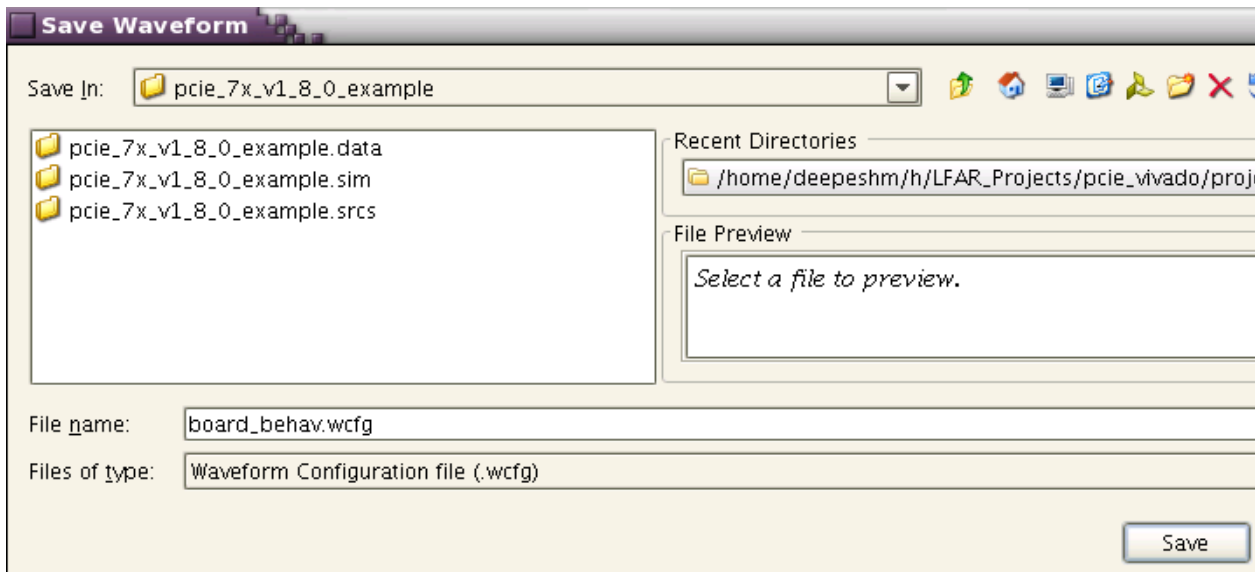 Save Waveform
Save In: pcie_7x_v1_8_0_example
pcie_7x_v1_8_0_example.data
pcie_7x_v1_8_0_example.sim
pcie_7x_v1_8_0_example.srcs
Recent Directories
/home/deepeshm/h/LFAR_Projects/pcie_vivado/proje
File Preview
Select a file to preview.
File name: board_behav.wcfg
Files of type: Waveform Configuration file (.wcfg)
Save